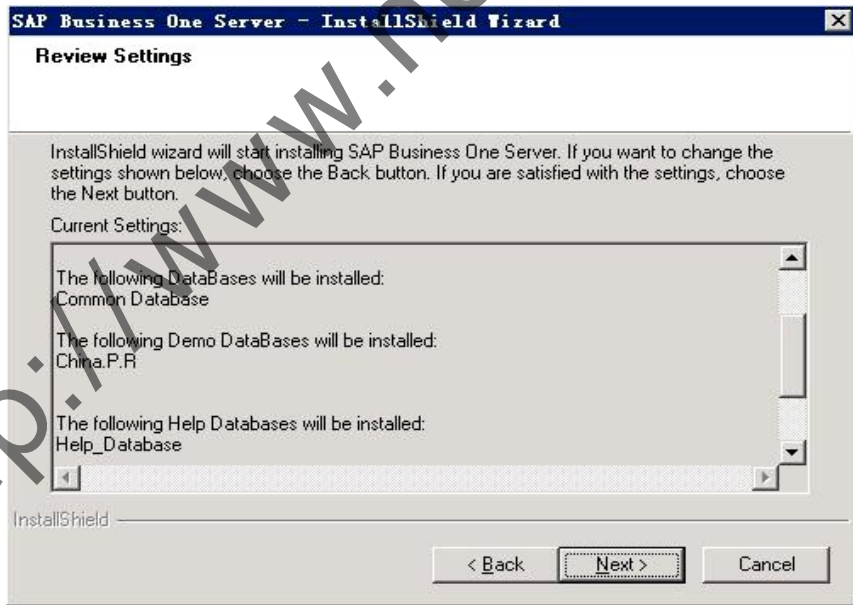 SAP Business One Server - InstallShield Wizard
Review Settings
InstallShield wizard will start installing SAP Business One Server. If you want to change the
settings shown below, choose the Back button. If you are satisfied with the settings, choose
the Next button.
Current Settings:
The following DataBases will be installed:
Common Database
The following Demo DataBases will be installed:
China.P.R
The following Help Databases will be installed:
Help_Database
InstallShield
< Back
Next >
Cancel
p://www.n